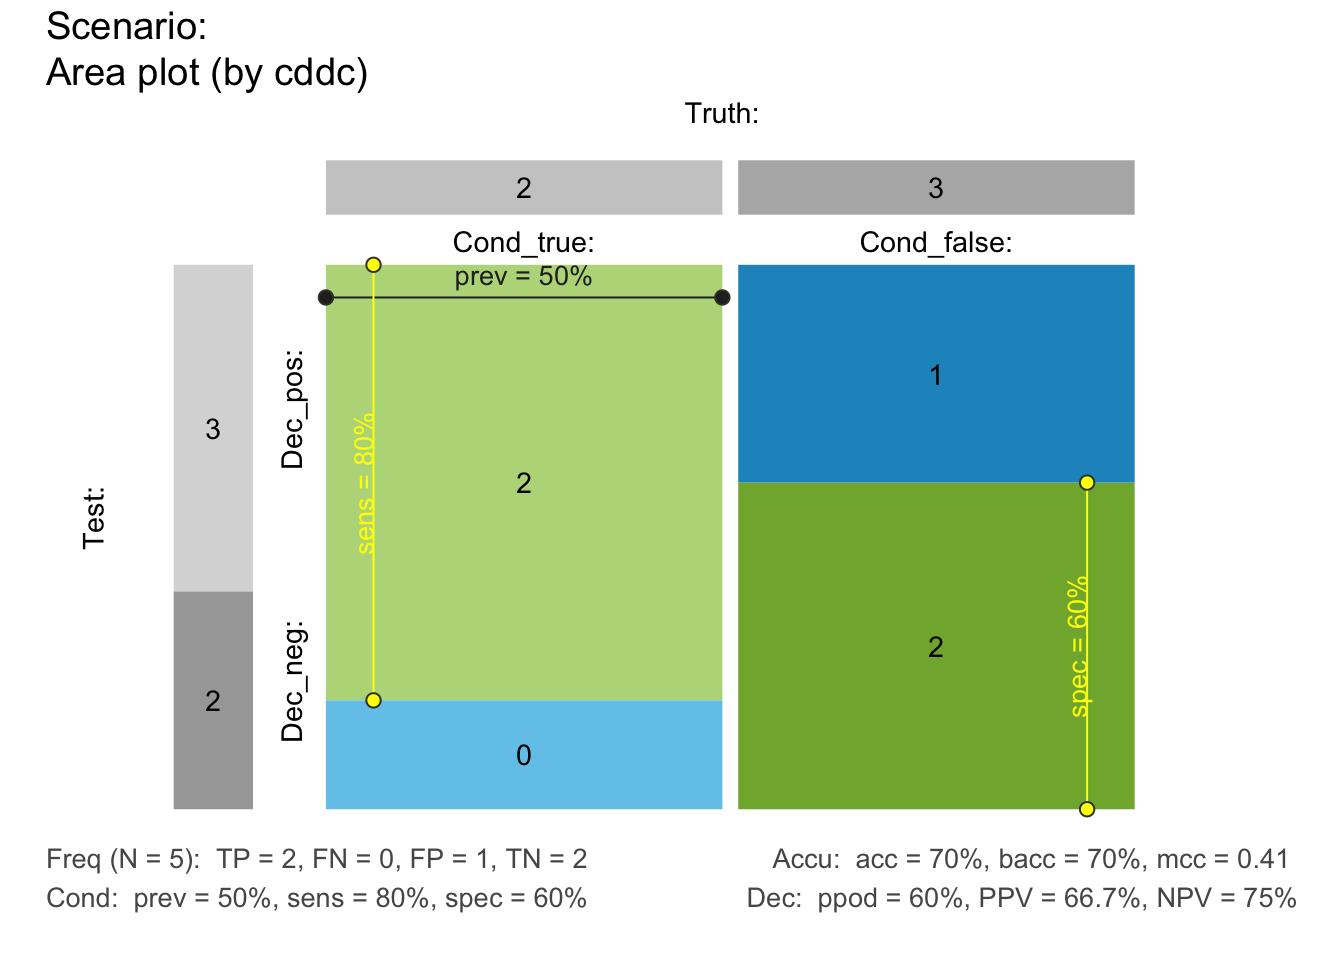 Scenario:
Area plot (by cddc)
Truth:
2
3
Cond_true:
Cond_false:
prev = 50%
Test:
3
2
Dec_pos:
Dec_neg:
sens = 80%
2
0
1
2
spec = 60%
Freq (N = 5):  TP = 2, FN = 0, FP = 1, TN = 2
Accu:  acc = 70%, bacc = 70%, mcc = 0.41
Cond:  prev = 50%, sens = 80%, spec = 60%
Dec:  ppod = 60%, PPV = 66.7%, NPV = 75%